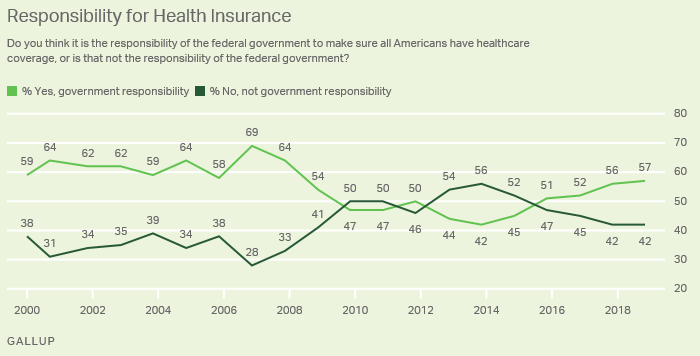 Responsibility for Health Insurance
Do you think it is the responsibility of the federal government to make sure all Americans have healthcare
coverage, or is that not the responsibility of the federal government?
% Yes, government responsibility % No, not government responsibility
80
70
60
50
40
30
20
59 64 62 62 59 64 58 69 64 54 47 47 50 44 42 45 51 52 56 57
38 31 34 35 39 34 38 28 33 41 50 50 46 54 56 52 47 45 42 42
2000 2002 2004 2006 2008 2010 2012 2014 2016 2018
GALLUP